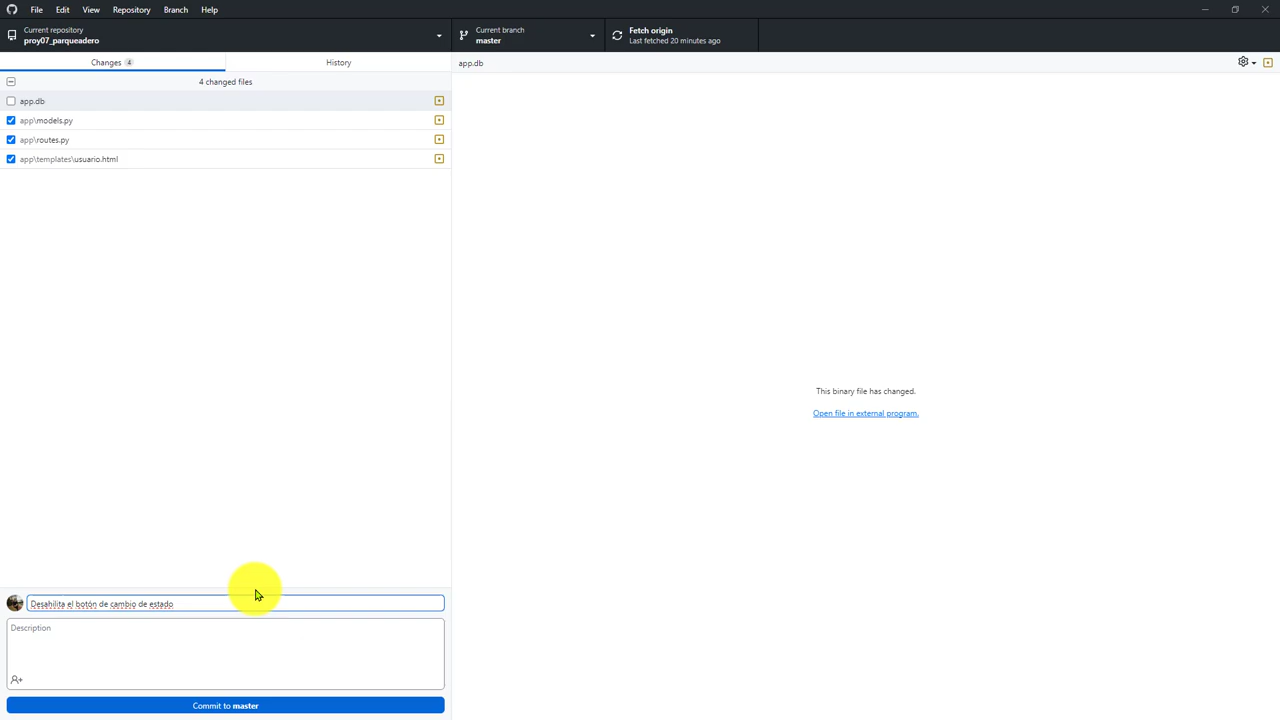 File Edit View Repository Branch Help
Current repository
proy07_parqueadero
Current branch
master
Fetch origin
Last fetched 20 minutes ago
Changes 4
History
4 changed files
app.db
app\models.py
app\routes.py
app\templates\usuario.html
app.db
This binary file has changed.
Open file in external program.
Desahilita el botón de cambio de estado
Description
Commit to master